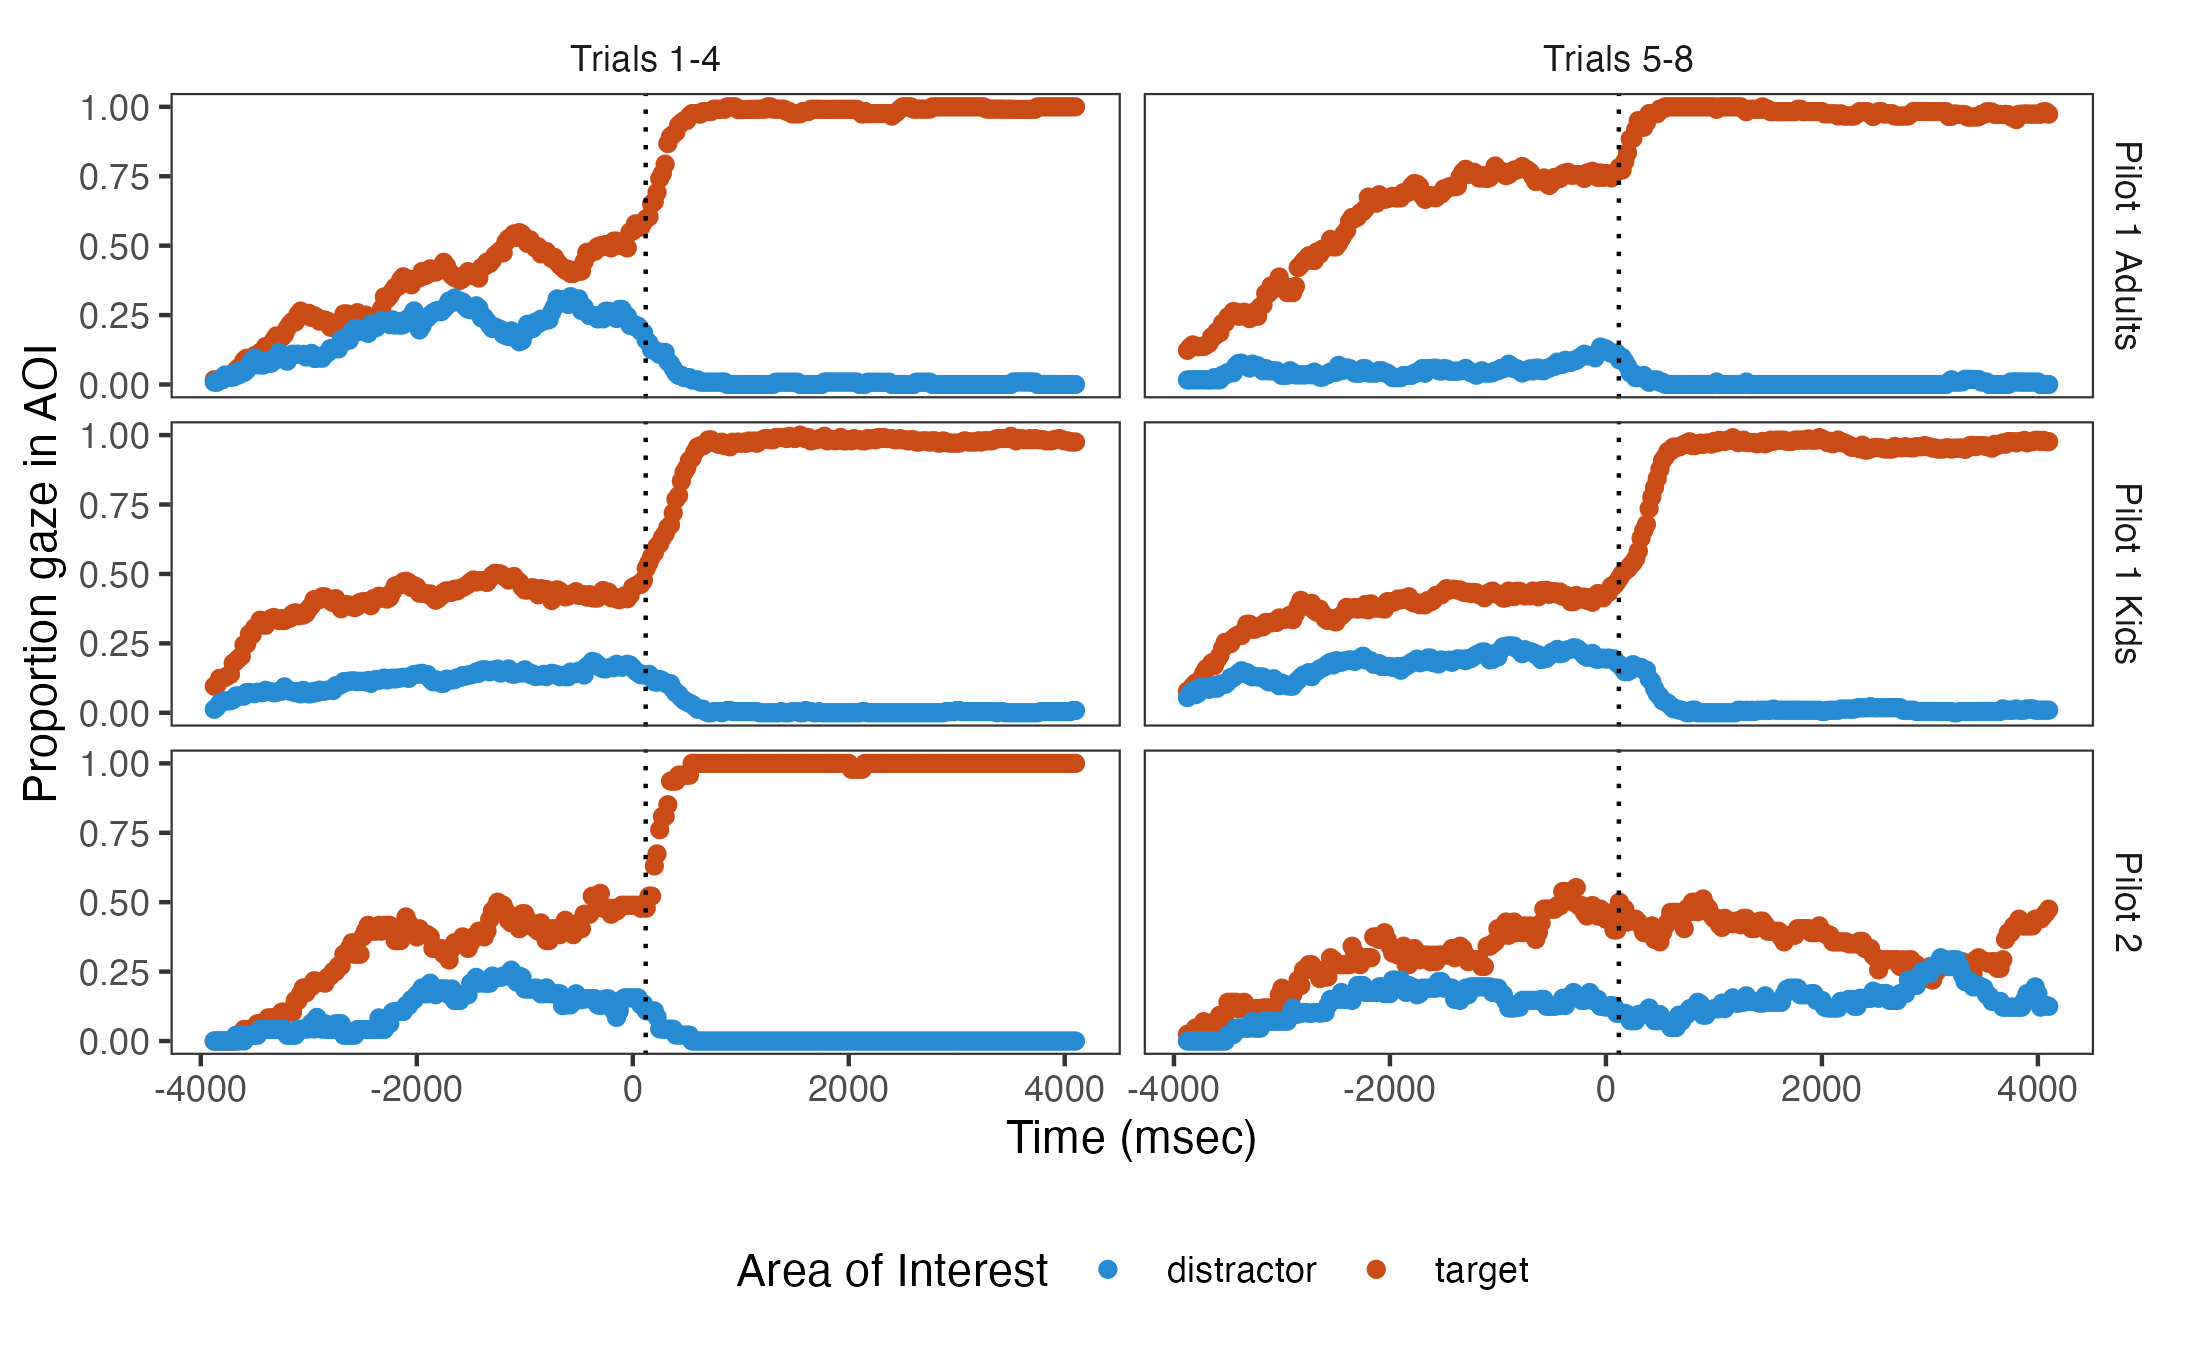 Trials 1-4
Trials 5-8
1.00
0.75
0.50
0.25
0.00
Pilot 1 Adults
1.00
0.75
0.50
0.25
0.00
Pilot 1 Kids
1.00
0.75
0.50
0.25
0.00
Pilot 2
Proportion gaze in AOI
-4000 -2000 0 2000 4000
-4000 -2000 0 2000 4000
Time (msec)
Area of Interest distractor target